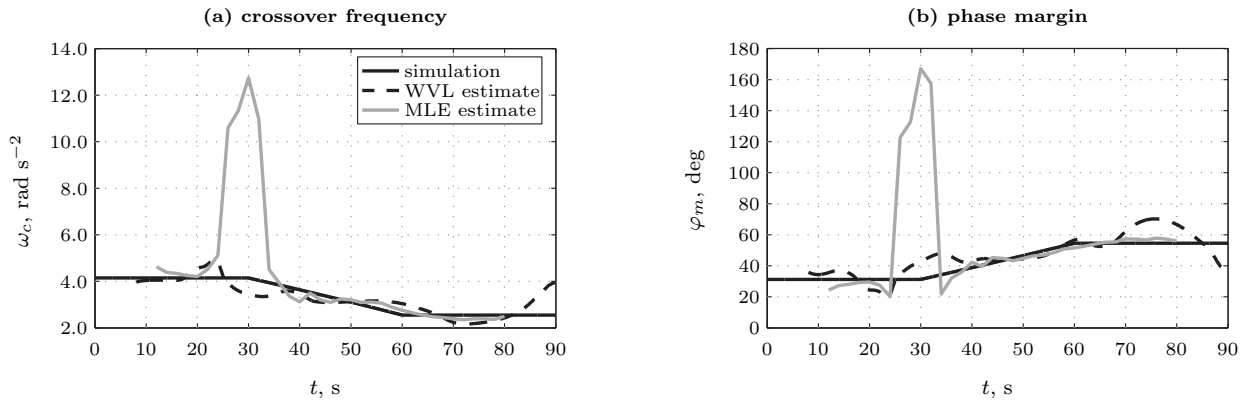 (a) crossover frequency
14.0
12.0
10.0
8.0
6.0
4.0
2.0
ω_c, rad s⁻²
simulation
WVL estimate
MLE estimate
0 10 20 30 40 50 60 70 80 90
t, s
(b) phase margin
180
160
140
120
100
80
60
40
20
0
φ_m, deg
0 10 20 30 40 50 60 70 80 90
t, s